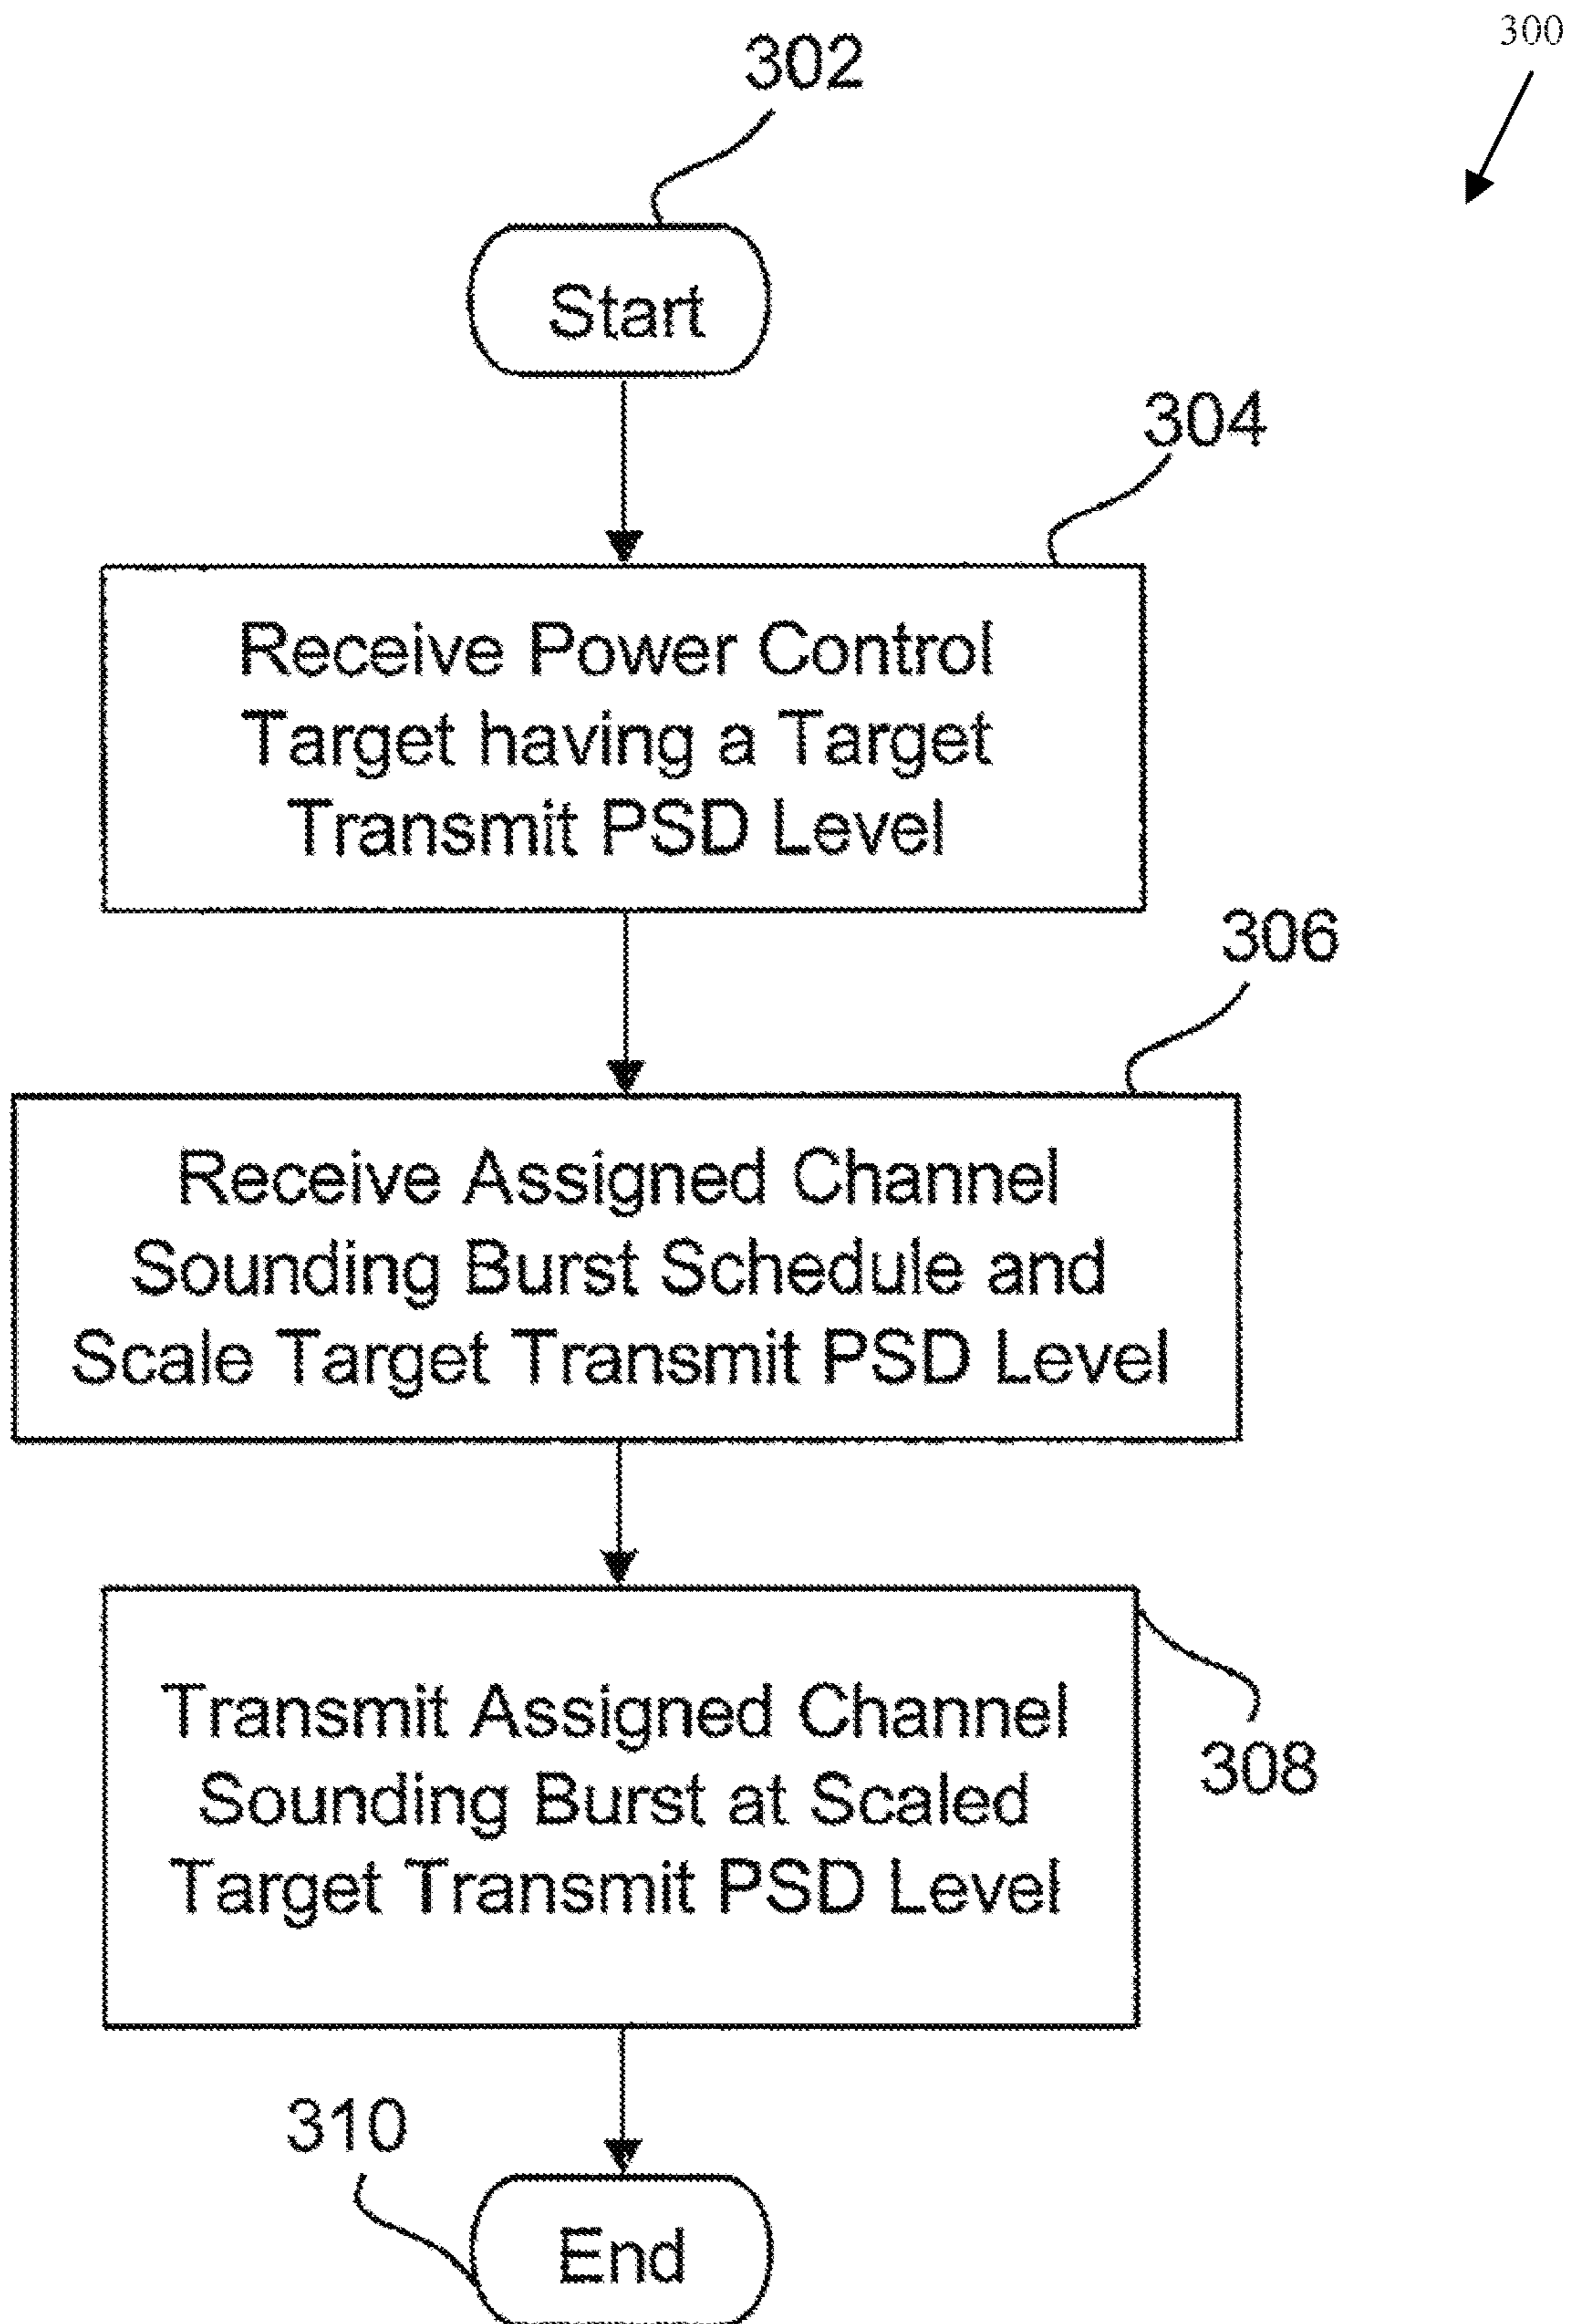 300
302
Start
304
Receive Power Control
Target having a Target
Transmit PSD Level
306
Receive Assigned Channel
Sounding Burst Schedule and
Scale Target Transmit PSD Level
Transmit Assigned Channel
Sounding Burst at Scaled
Target Transmit PSD Level
308
310
End